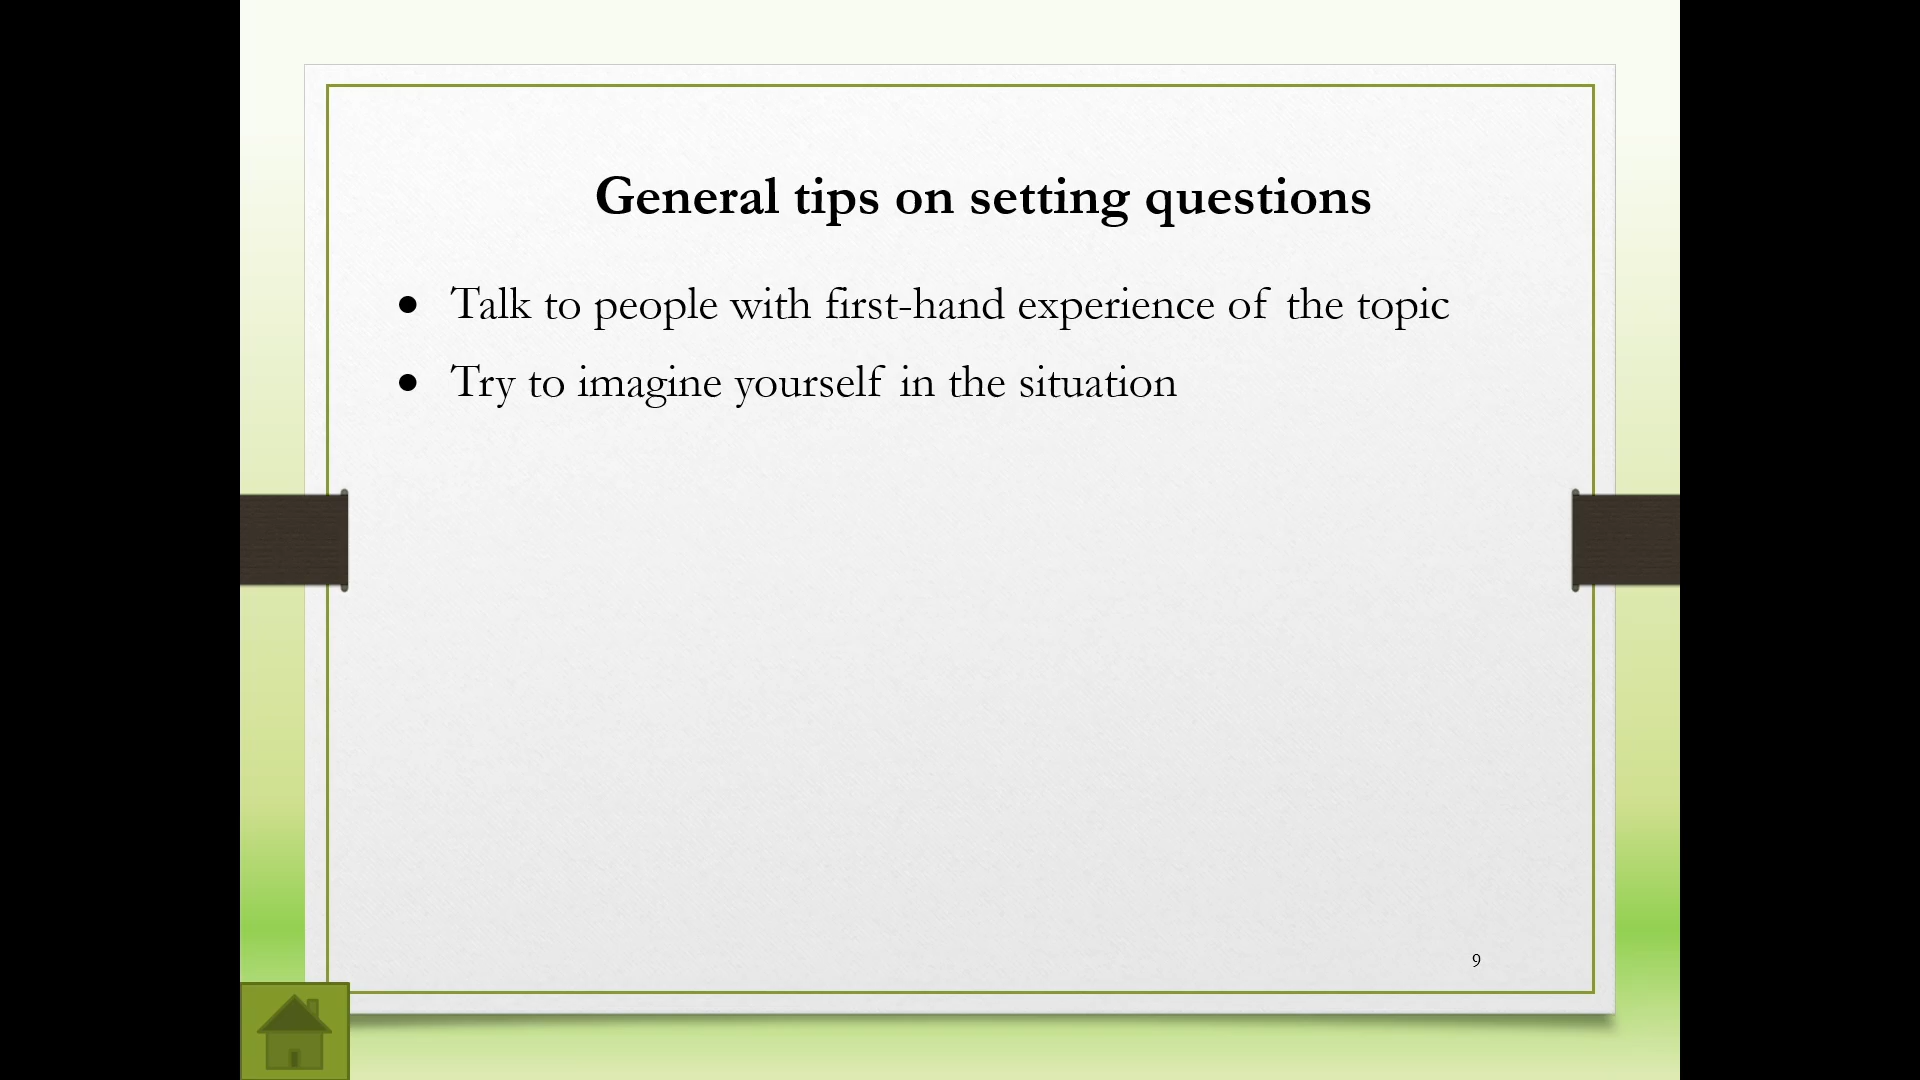 General tips on setting questions
● Talk to people with first-hand experience of the topic
● Try to imagine yourself in the situation
9